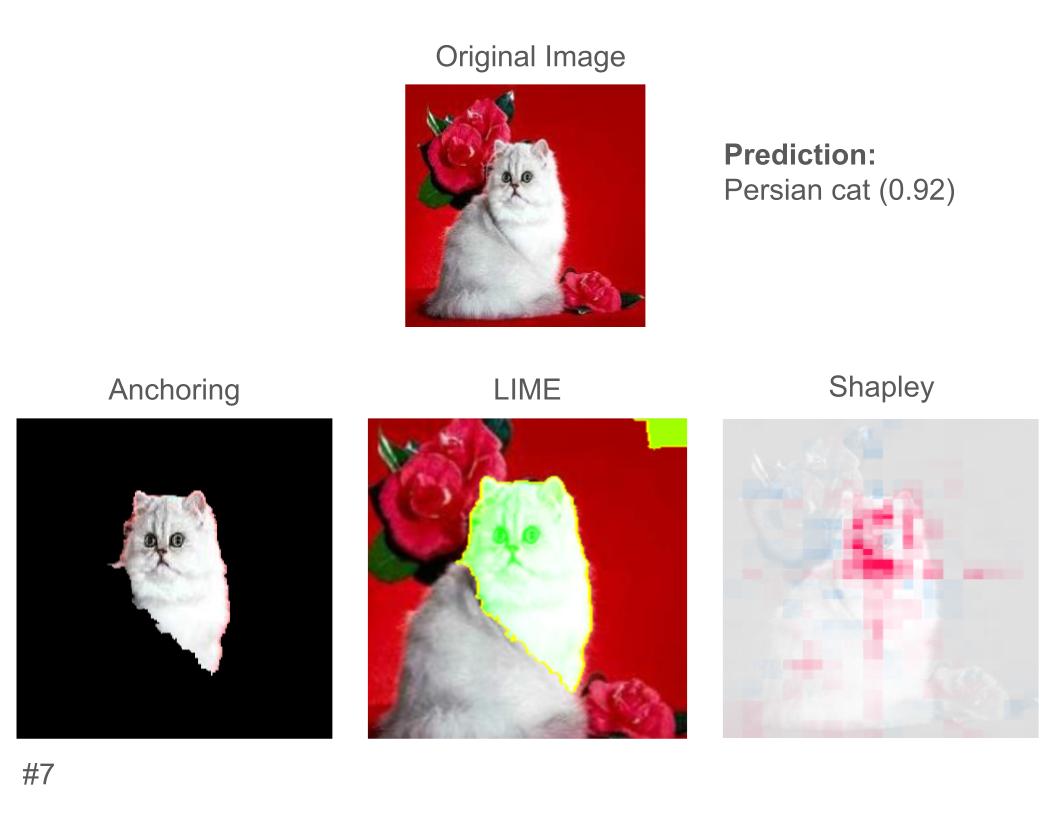 Original Image
Prediction:
Persian cat (0.92)
Anchoring
LIME
Shapley
#7